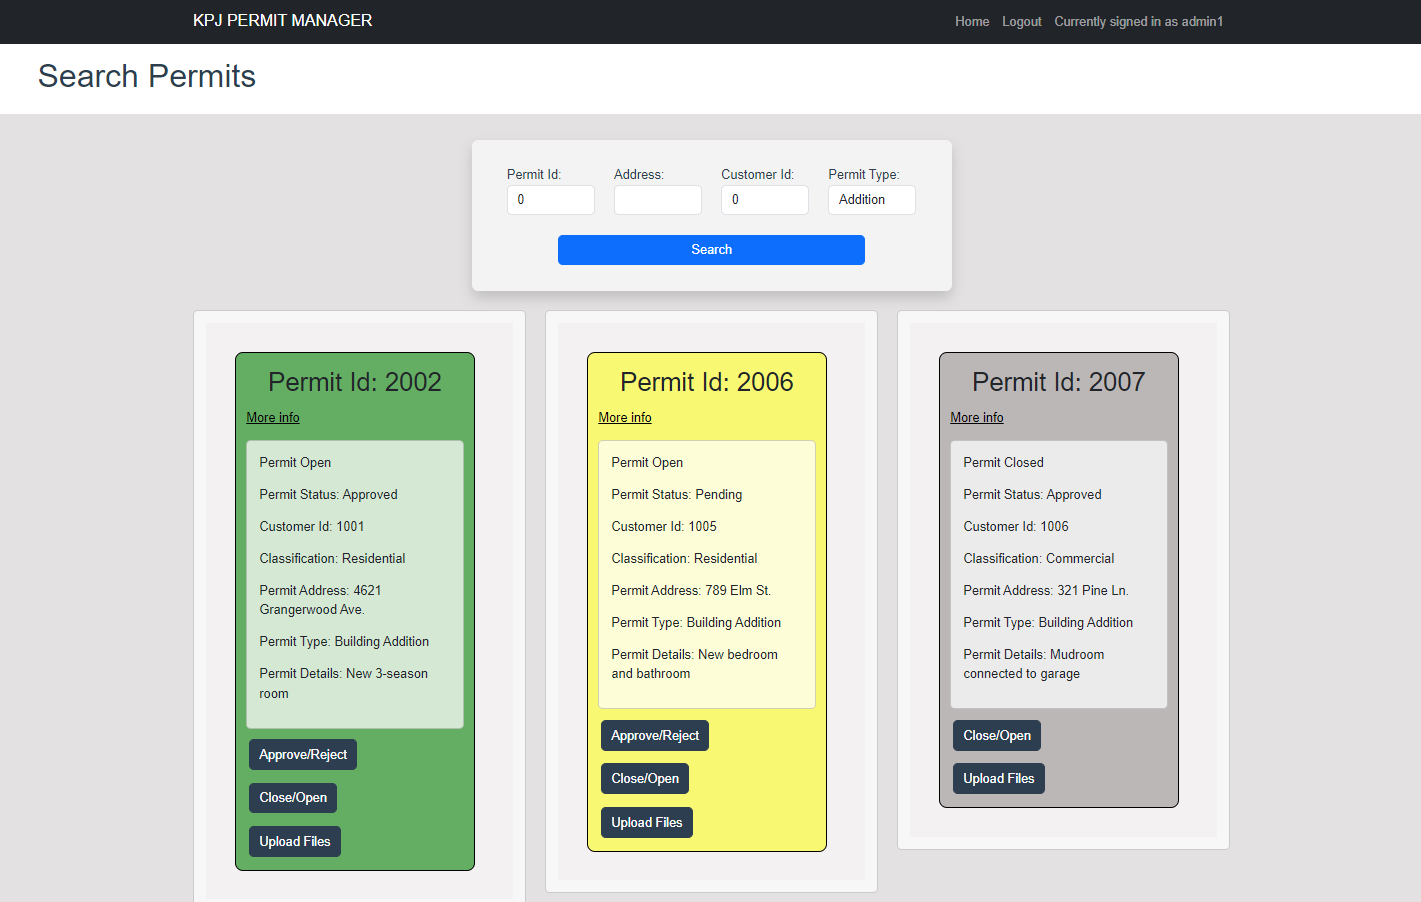 KPJ PERMIT MANAGER
Home Logout Currently signed in as admin1
Search Permits
Permit Id: Address: Customer Id: Permit Type:
0 0 Addition
Search
Permit Id: 2002
More info
Permit Open
Permit Status: Approved
Customer Id: 1001
Classification: Residential
Permit Address: 4621
Grangerwood Ave.
Permit Type: Building Addition
Permit Details: New 3-season
room
Approve/Reject
Close/Open
Upload Files
Permit Id: 2006
More info
Permit Open
Permit Status: Pending
Customer Id: 1005
Classification: Residential
Permit Address: 789 Elm St.
Permit Type: Building Addition
Permit Details: New bedroom
and bathroom
Approve/Reject
Close/Open
Upload Files
Permit Id: 2007
More info
Permit Closed
Permit Status: Approved
Customer Id: 1006
Classification: Commercial
Permit Address: 321 Pine Ln.
Permit Type: Building Addition
Permit Details: Mudroom
connected to garage
Close/Open
Upload Files